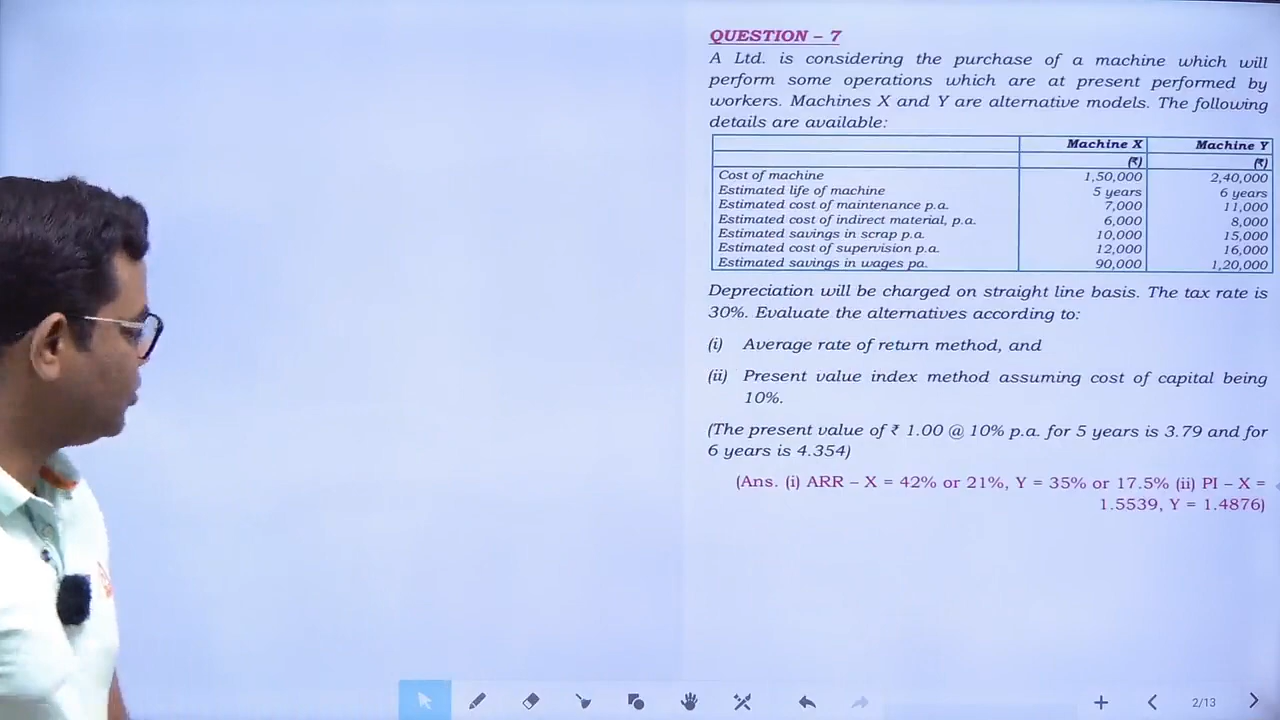 QUESTION – 7
A Ltd. is considering the purchase of a machine which will
perform some operations which are at present performed by
workers. Machines X and Y are alternative models. The following
details are available:
Machine X Machine Y
(₹) (₹)
Cost of machine 1,50,000 2,40,000
Estimated life of machine 5 years 6 years
Estimated cost of maintenance p.a. 7,000 11,000
Estimated cost of indirect material, p.a. 6,000 8,000
Estimated savings in scrap p.a. 10,000 15,000
Estimated cost of supervision p.a. 12,000 16,000
Estimated savings in wages pa. 90,000 1,20,000
Depreciation will be charged on straight line basis. The tax rate is
30%. Evaluate the alternatives according to:
(i) Average rate of return method, and
(ii) Present value index method assuming cost of capital being
10%.
(The present value of ₹ 1.00 @ 10% p.a. for 5 years is 3.79 and for
6 years is 4.354)
(Ans. (i) ARR – X = 42% or 21%, Y = 35% or 17.5% (ii) PI – X =
1.5539, Y = 1.4876)
2/13